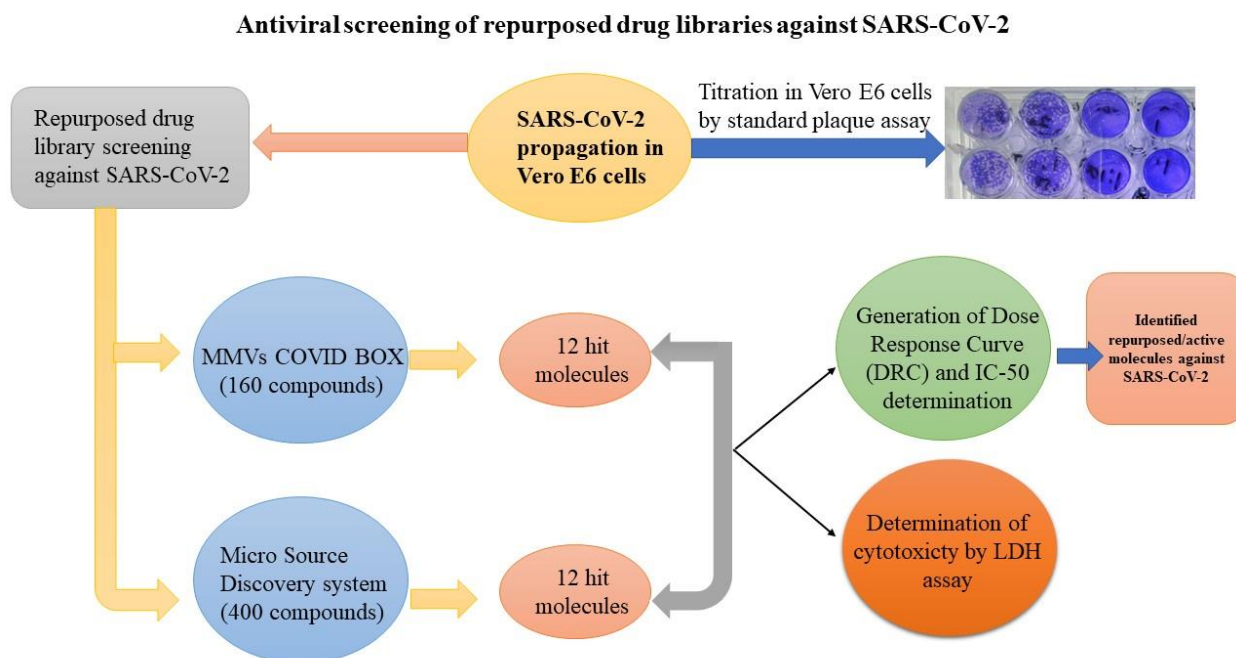 Antiviral screening of repurposed drug libraries against SARS-CoV-2
Repurposed drug
library screening
against SARS-CoV-2
SARS-CoV-2
propagation in
Vero E6 cells
Titration in Vero E6 cells
by standard plaque assay
MMVs COVID BOX
(160 compounds)
12 hit
molecules
Generation of Dose
Response Curve
(DRC) and IC-50
determination
Identified
repurposed/active
molecules against
SARS-CoV-2
Micro Source
Discovery system
(400 compounds)
12 hit
molecules
Determination of
cytotoxicty by LDH
assay